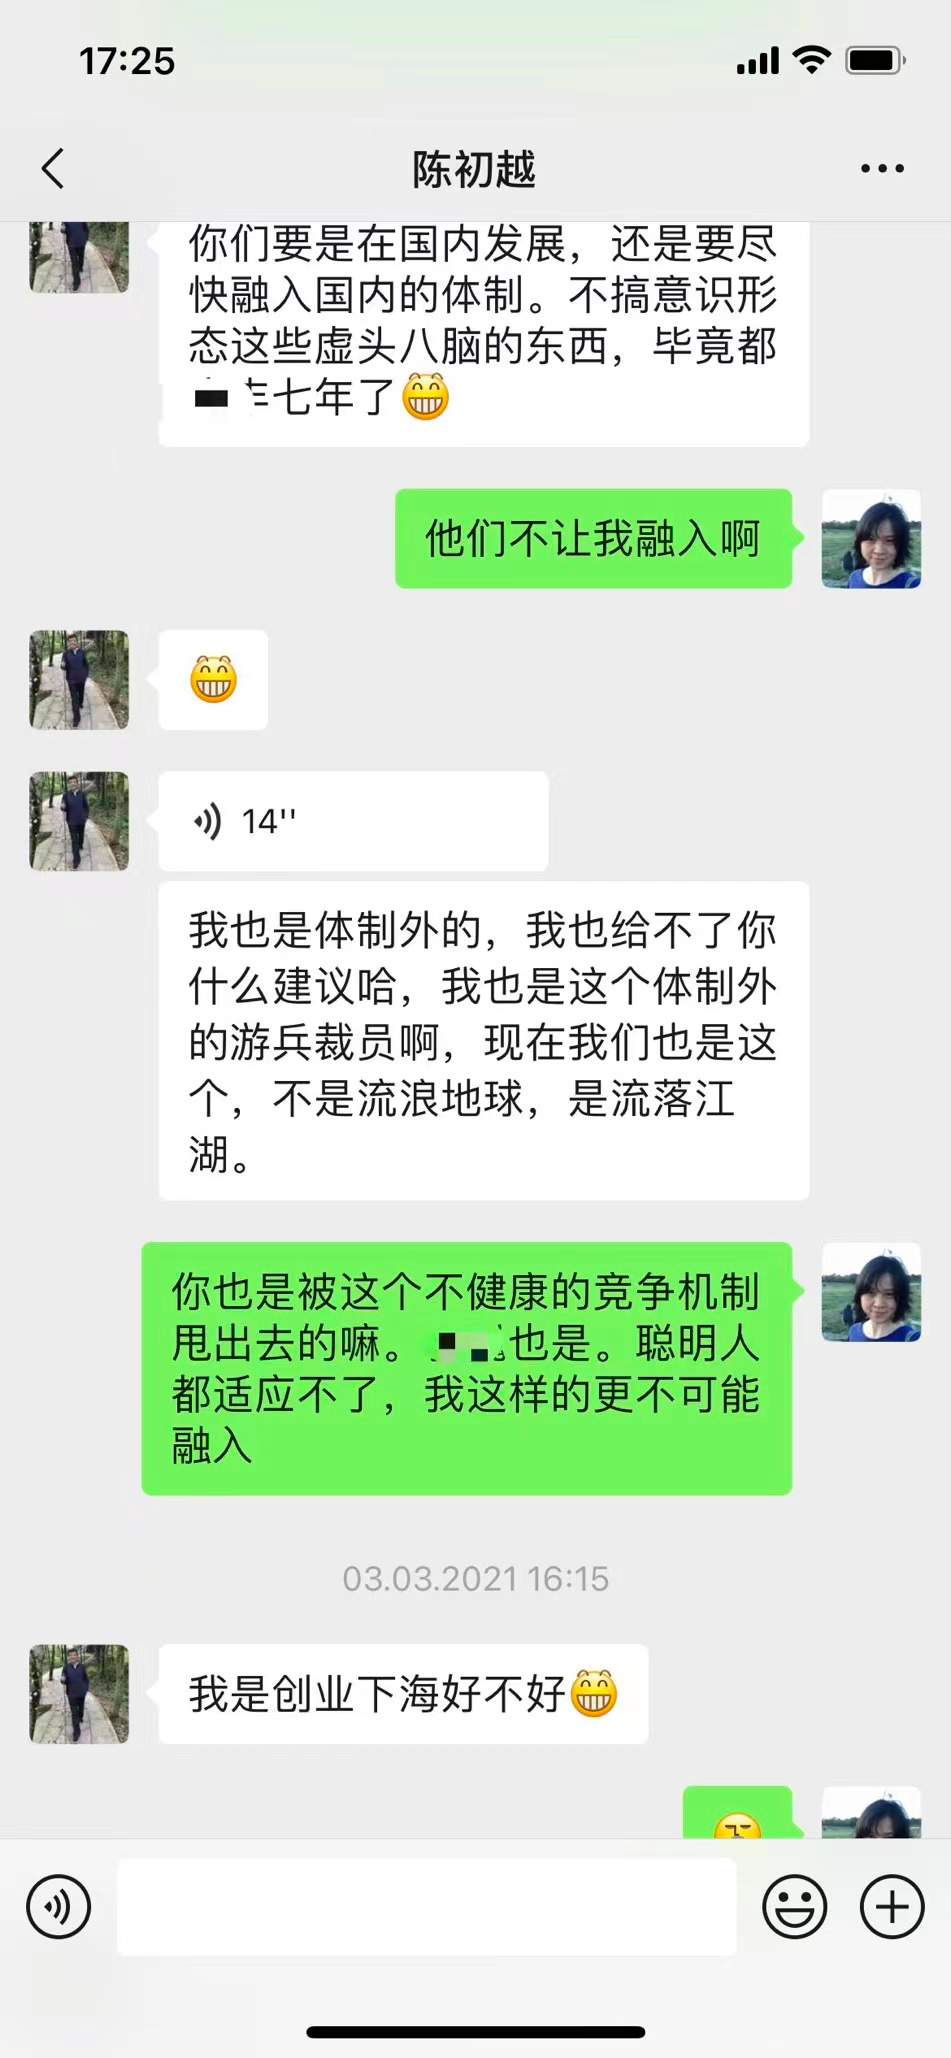 17:25
陈初越
你们要是在国内发展，还是要尽
快融入国内的体制。不搞意识形
态这些虚头八脑的东西，毕竟都
七年了
他们不让我融入啊
14''
我也是体制外的，我也给不了你
什么建议哈，我也是这个体制外
的游兵裁员啊，现在我们也是这
个，不是流浪地球，是流落江
湖。
你也是被这个不健康的竞争机制
甩出去的嘛。也是。聪明人
都适应不了，我这样的更不可能
融入
03.03.2021 16:15
我是创业下海好不好